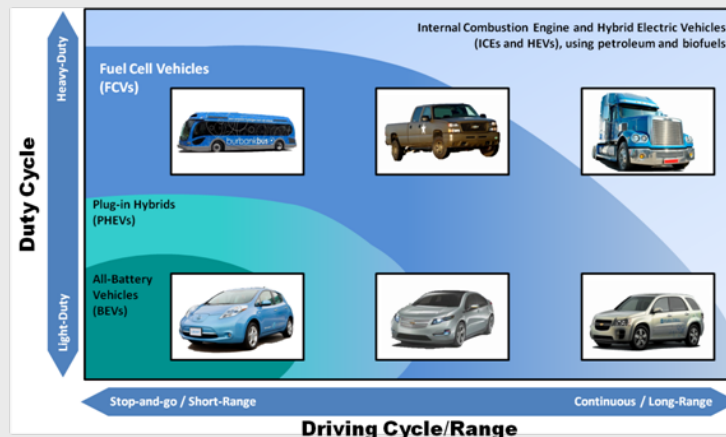 Internal Combustion Engine and Hybrid Electric Vehicles
(ICEs and HEVs), using petroleum and biofuels
Fuel Cell Vehicles
(FCVs)
burbankbus
Plug-in Hybrids
(PHEVs)
All-Battery
Vehicles
(BEVs)
Heavy-Duty
Duty Cycle
Light-Duty
Stop-and-go / Short-Range
Continuous / Long-Range
Driving Cycle/Range